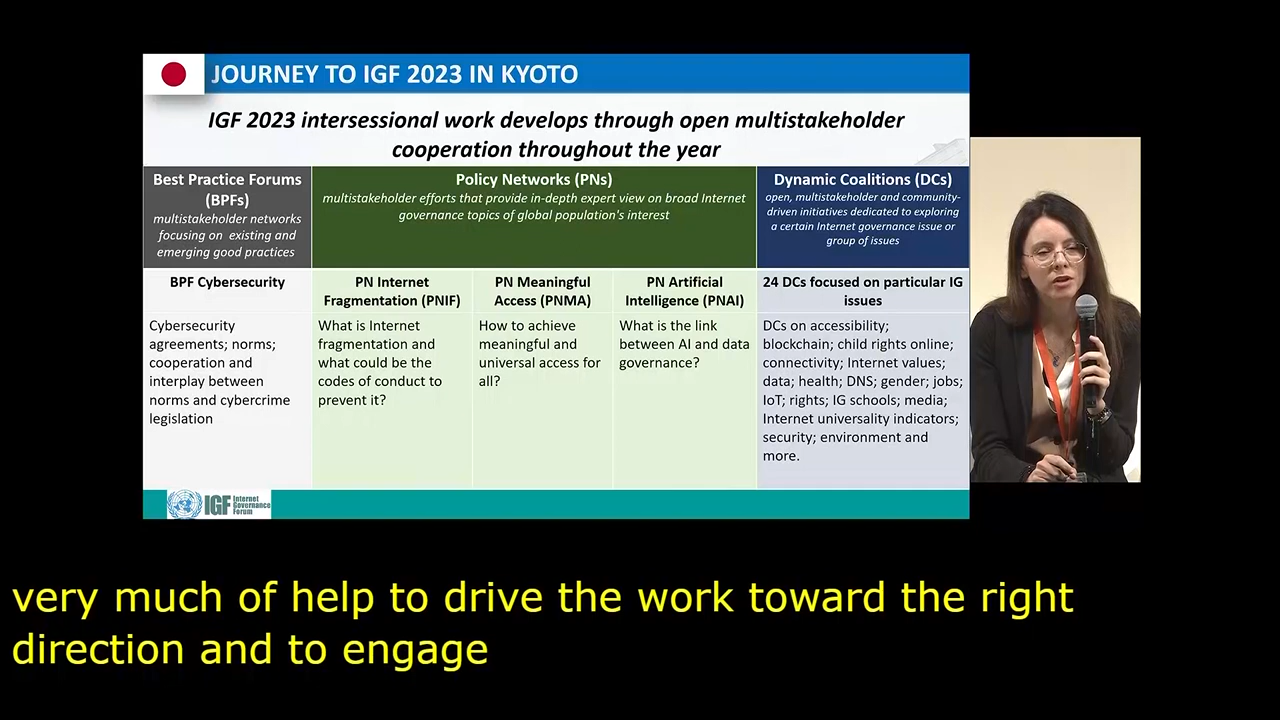 JOURNEY TO IGF 2023 IN KYOTO
IGF 2023 intersessional work develops through open multistakeholder
cooperation throughout the year
Best Practice Forums
(BPFs)
multistakeholder networks
focusing on existing and
emerging good practices
Policy Networks (PNs)
multistakeholder efforts that provide in-depth expert view on broad Internet
governance topics of global population's interest
Dynamic Coalitions (DCs)
open, multistakeholder and community-
driven initiatives dedicated to exploring
a certain Internet governance issue or
group of issues
BPF Cybersecurity
PN Internet
Fragmentation (PNIF)
PN Meaningful
Access (PNMA)
PN Artificial
Intelligence (PNAI)
24 DCs focused on particular IG
issues
Cybersecurity
agreements; norms;
cooperation and
interplay between
norms and cybercrime
legislation
What is Internet
fragmentation and
what could be the
codes of conduct to
prevent it?
How to achieve
meaningful and
universal access for
all?
What is the link
between AI and data
governance?
DCs on accessibility;
blockchain; child rights online;
connectivity; Internet values;
data; health; DNS; gender; jobs;
IoT; rights; IG schools; media;
Internet universality indicators;
security; environment and
more.
IGF
Internet
Governance
Forum
very much of help to drive the work toward the right
direction and to engage